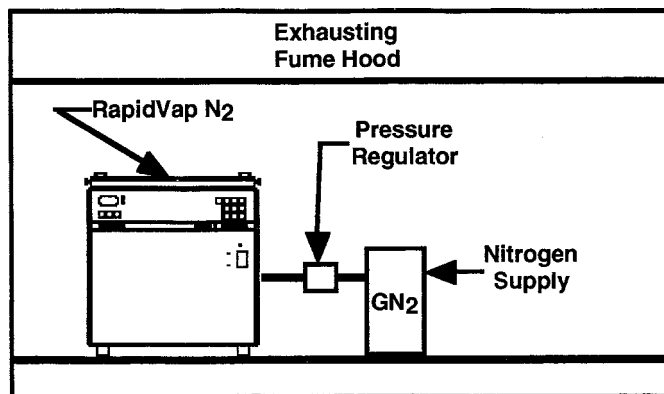 Exhausting
Fume Hood
RapidVap N2
Pressure
Regulator
Nitrogen
Supply
GN2